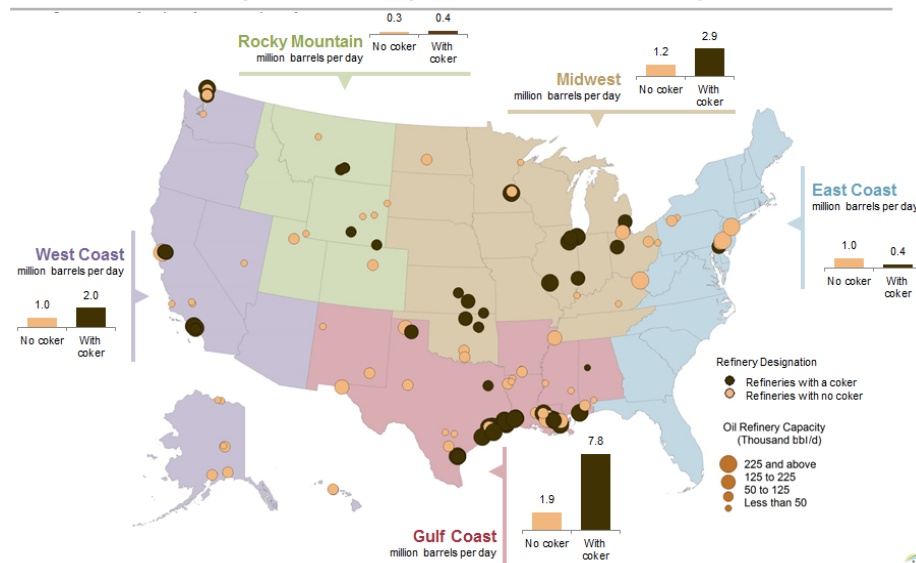 0.3 0.4
Rocky Mountain
million barrels per day
No coker With coker
1.2 2.9
Midwest
million barrels per day
No coker With coker
East Coast
million barrels per day
1.0 0.4
No coker With coker
West Coast
million barrels per day
1.0 2.0
No coker With coker
Refinery Designation
Refineries with a coker
Refineries with no coker
Oil Refinery Capacity
(Thousand bbl/d)
225 and above
125 to 225
50 to 125
Less than 50
7.8
1.9
No coker With coker
Gulf Coast
million barrels per day